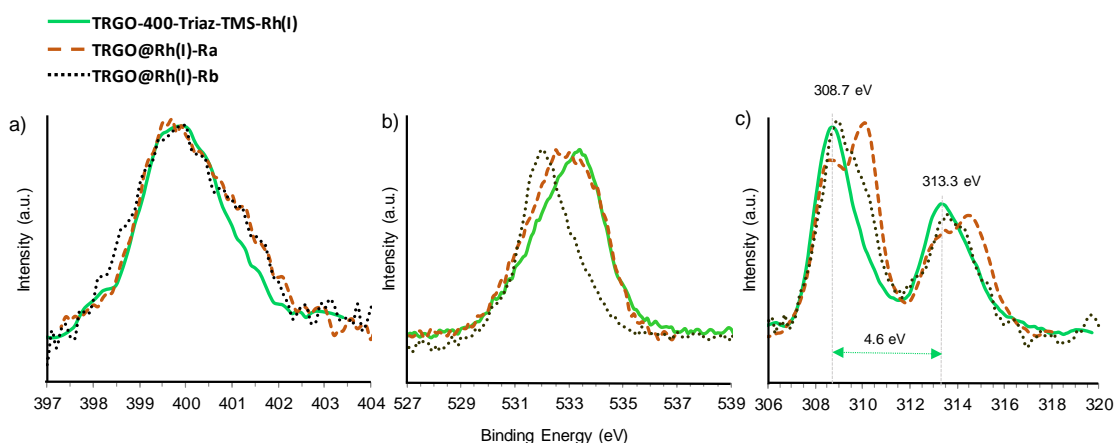 TRGO-400-Triaz-TMS-Rh(I)
TRGO@Rh(I)-Ra
TRGO@Rh(I)-Rb
a)
b)
c)
308.7 eV
313.3 eV
4.6 eV
Intensity (a.u.)
Intensity (a.u.)
Intensity (a.u.)
397 398 399 400 401 402 403 404
527 529 531 533 535 537 539
306 308 310 312 314 316 318 320
Binding Energy (eV)